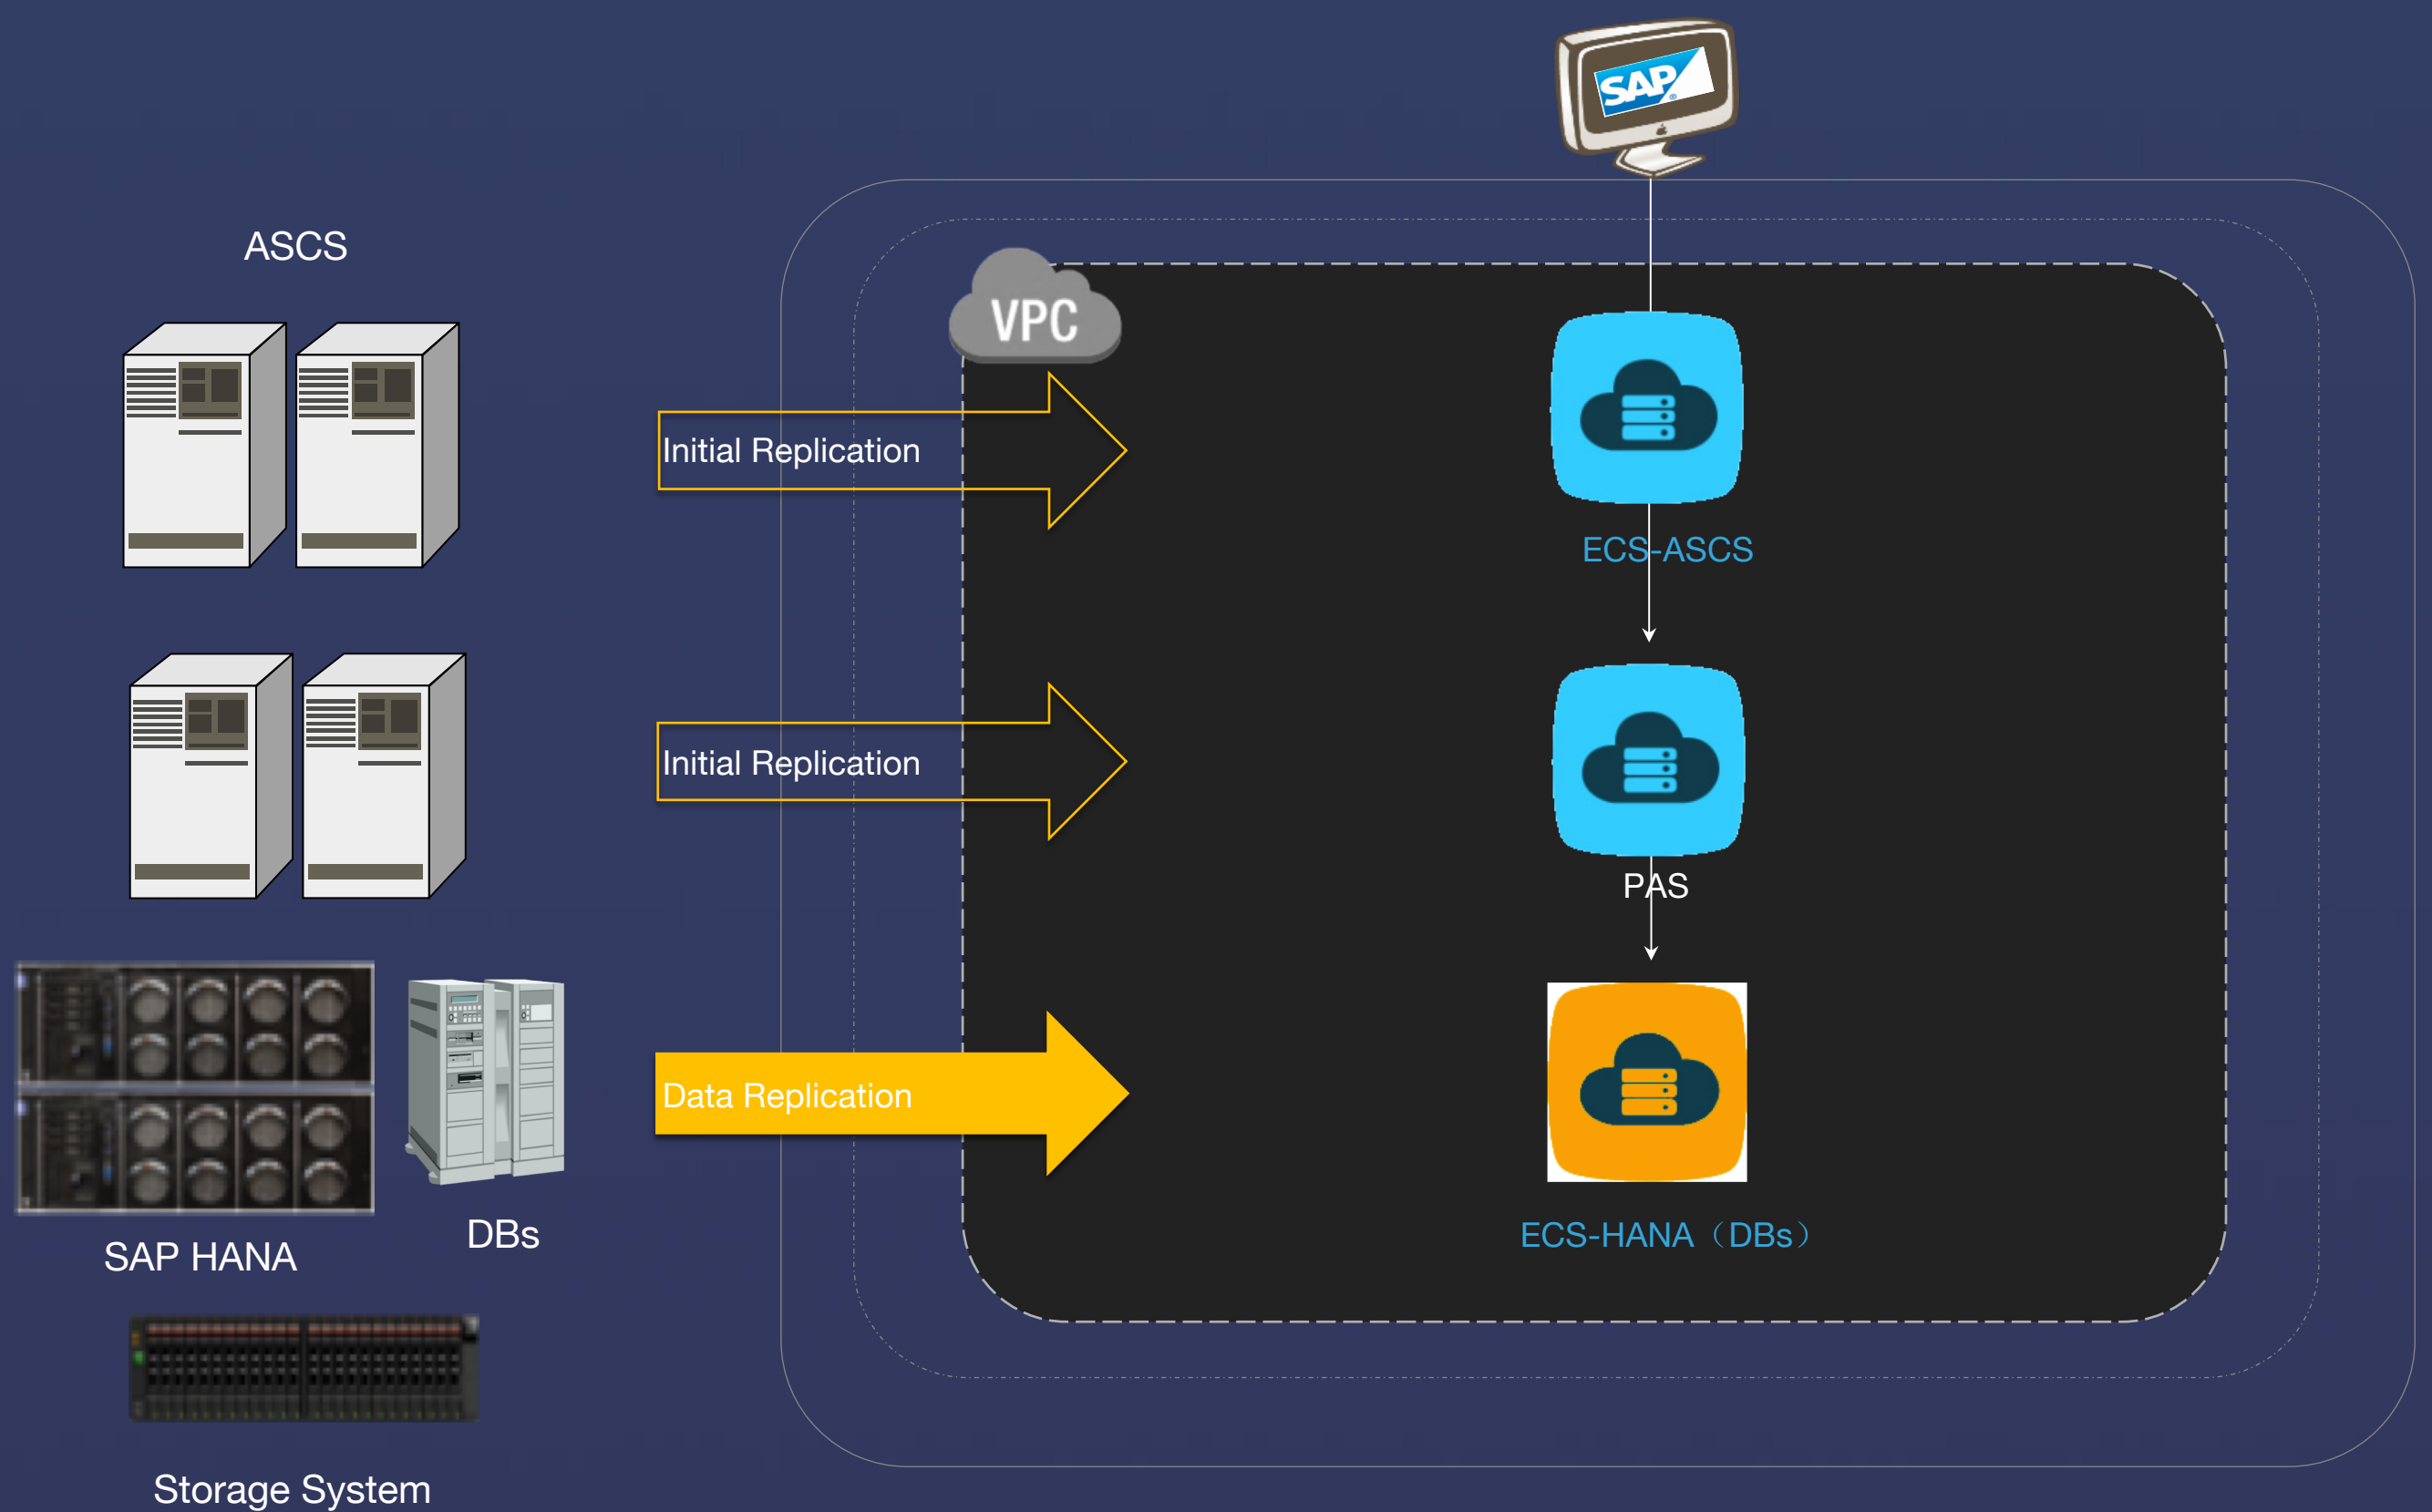 SAP
ASCS
VPC
Initial Replication
ECS-ASCS
Initial Replication
PAS
Data Replication
DBs
SAP HANA
ECS-HANA（DBs）
Storage System